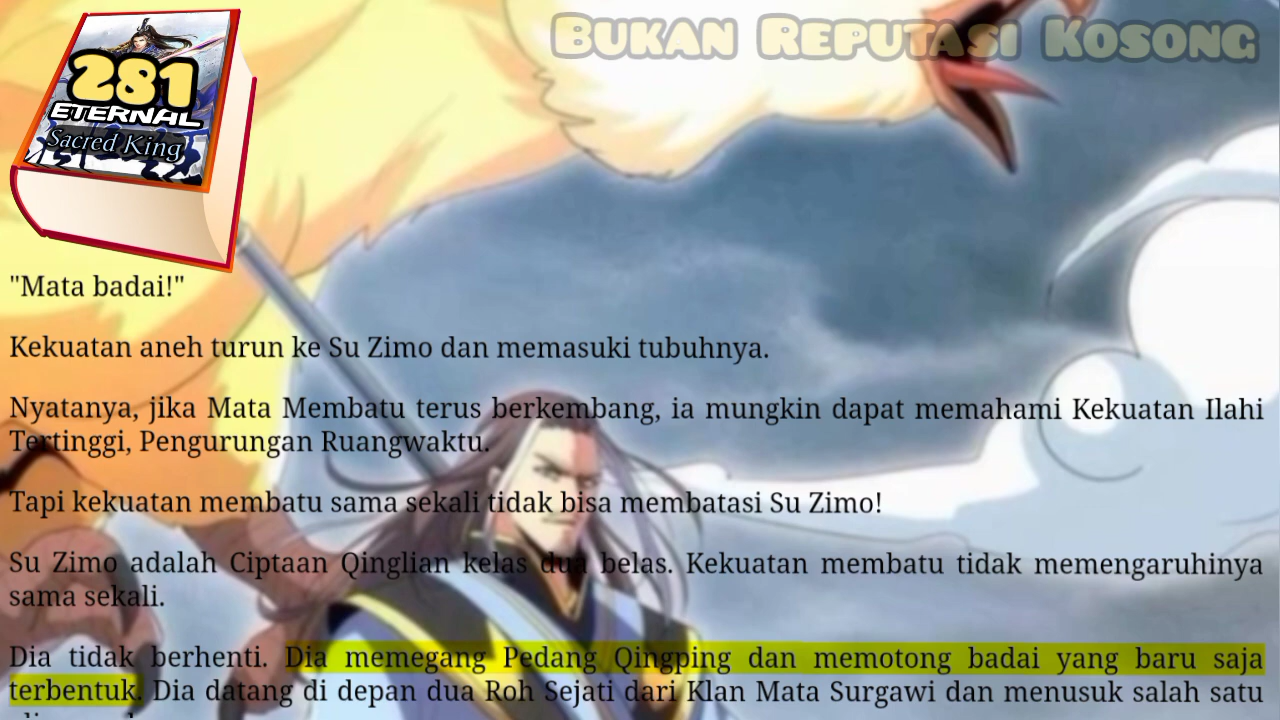 Bukan Reputasi Kosong
281
ETERNAL
Sacred King
"Mata badai!"
Kekuatan aneh turun ke Su Zimo dan memasuki tubuhnya.
Nyatanya, jika Mata Membatu terus berkembang, ia mungkin dapat memahami Kekuatan Ilahi
Tertinggi, Pengurungan Ruangwaktu.
Tapi kekuatan membatu sama sekali tidak bisa membatasi Su Zimo!
Su Zimo adalah Ciptaan Qinglian kelas dua belas. Kekuatan membatu tidak memengaruhinya
sama sekali.
Dia tidak berhenti. Dia memegang Pedang Qingping dan memotong badai yang baru saja
terbentuk. Dia datang di depan dua Roh Sejati dari Klan Mata Surgawi dan menusuk salah satu